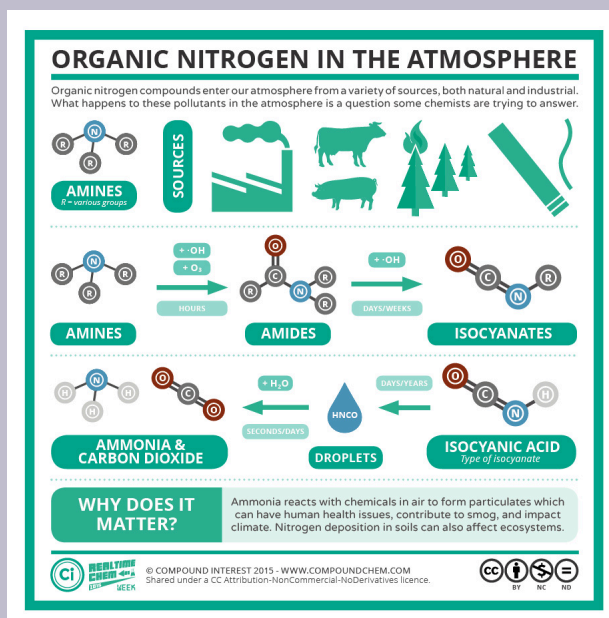 ORGANIC NITROGEN IN THE ATMOSPHERE
Organic nitrogen compounds enter our atmosphere from a variety of sources, both natural and industrial.
What happens to these pollutants in the atmosphere is a question some chemists are trying to answer.
N
R
R
R
AMINES
R = various groups
SOURCES
N
R
R
R
AMINES
+ ·OH
+ O₃
HOURS
O
C
R
N
R
R
AMIDES
+ ·OH
DAYS/WEEKS
O
C
N
R
ISOCYANATES
N
H
H
H
O
C
O
AMMONIA &
CARBON DIOXIDE
+ H₂O
SECONDS/DAYS
HNCO
DROPLETS
DAYS/YEARS
O
C
N
H
ISOCYANIC ACID
Type of isocyanate
WHY DOES IT
MATTER?
Ammonia reacts with chemicals in air to form particulates which
can have human health issues, contribute to smog, and impact
climate. Nitrogen deposition in soils can also affect ecosystems.
Ci
REALTIME
CHEM
2015
WEEK
© COMPOUND INTEREST 2015 - WWW.COMPOUNDCHEM.COM
Shared under a CC Attribution-NonCommercial-NoDerivatives licence.
CC
$
=
BY NC ND